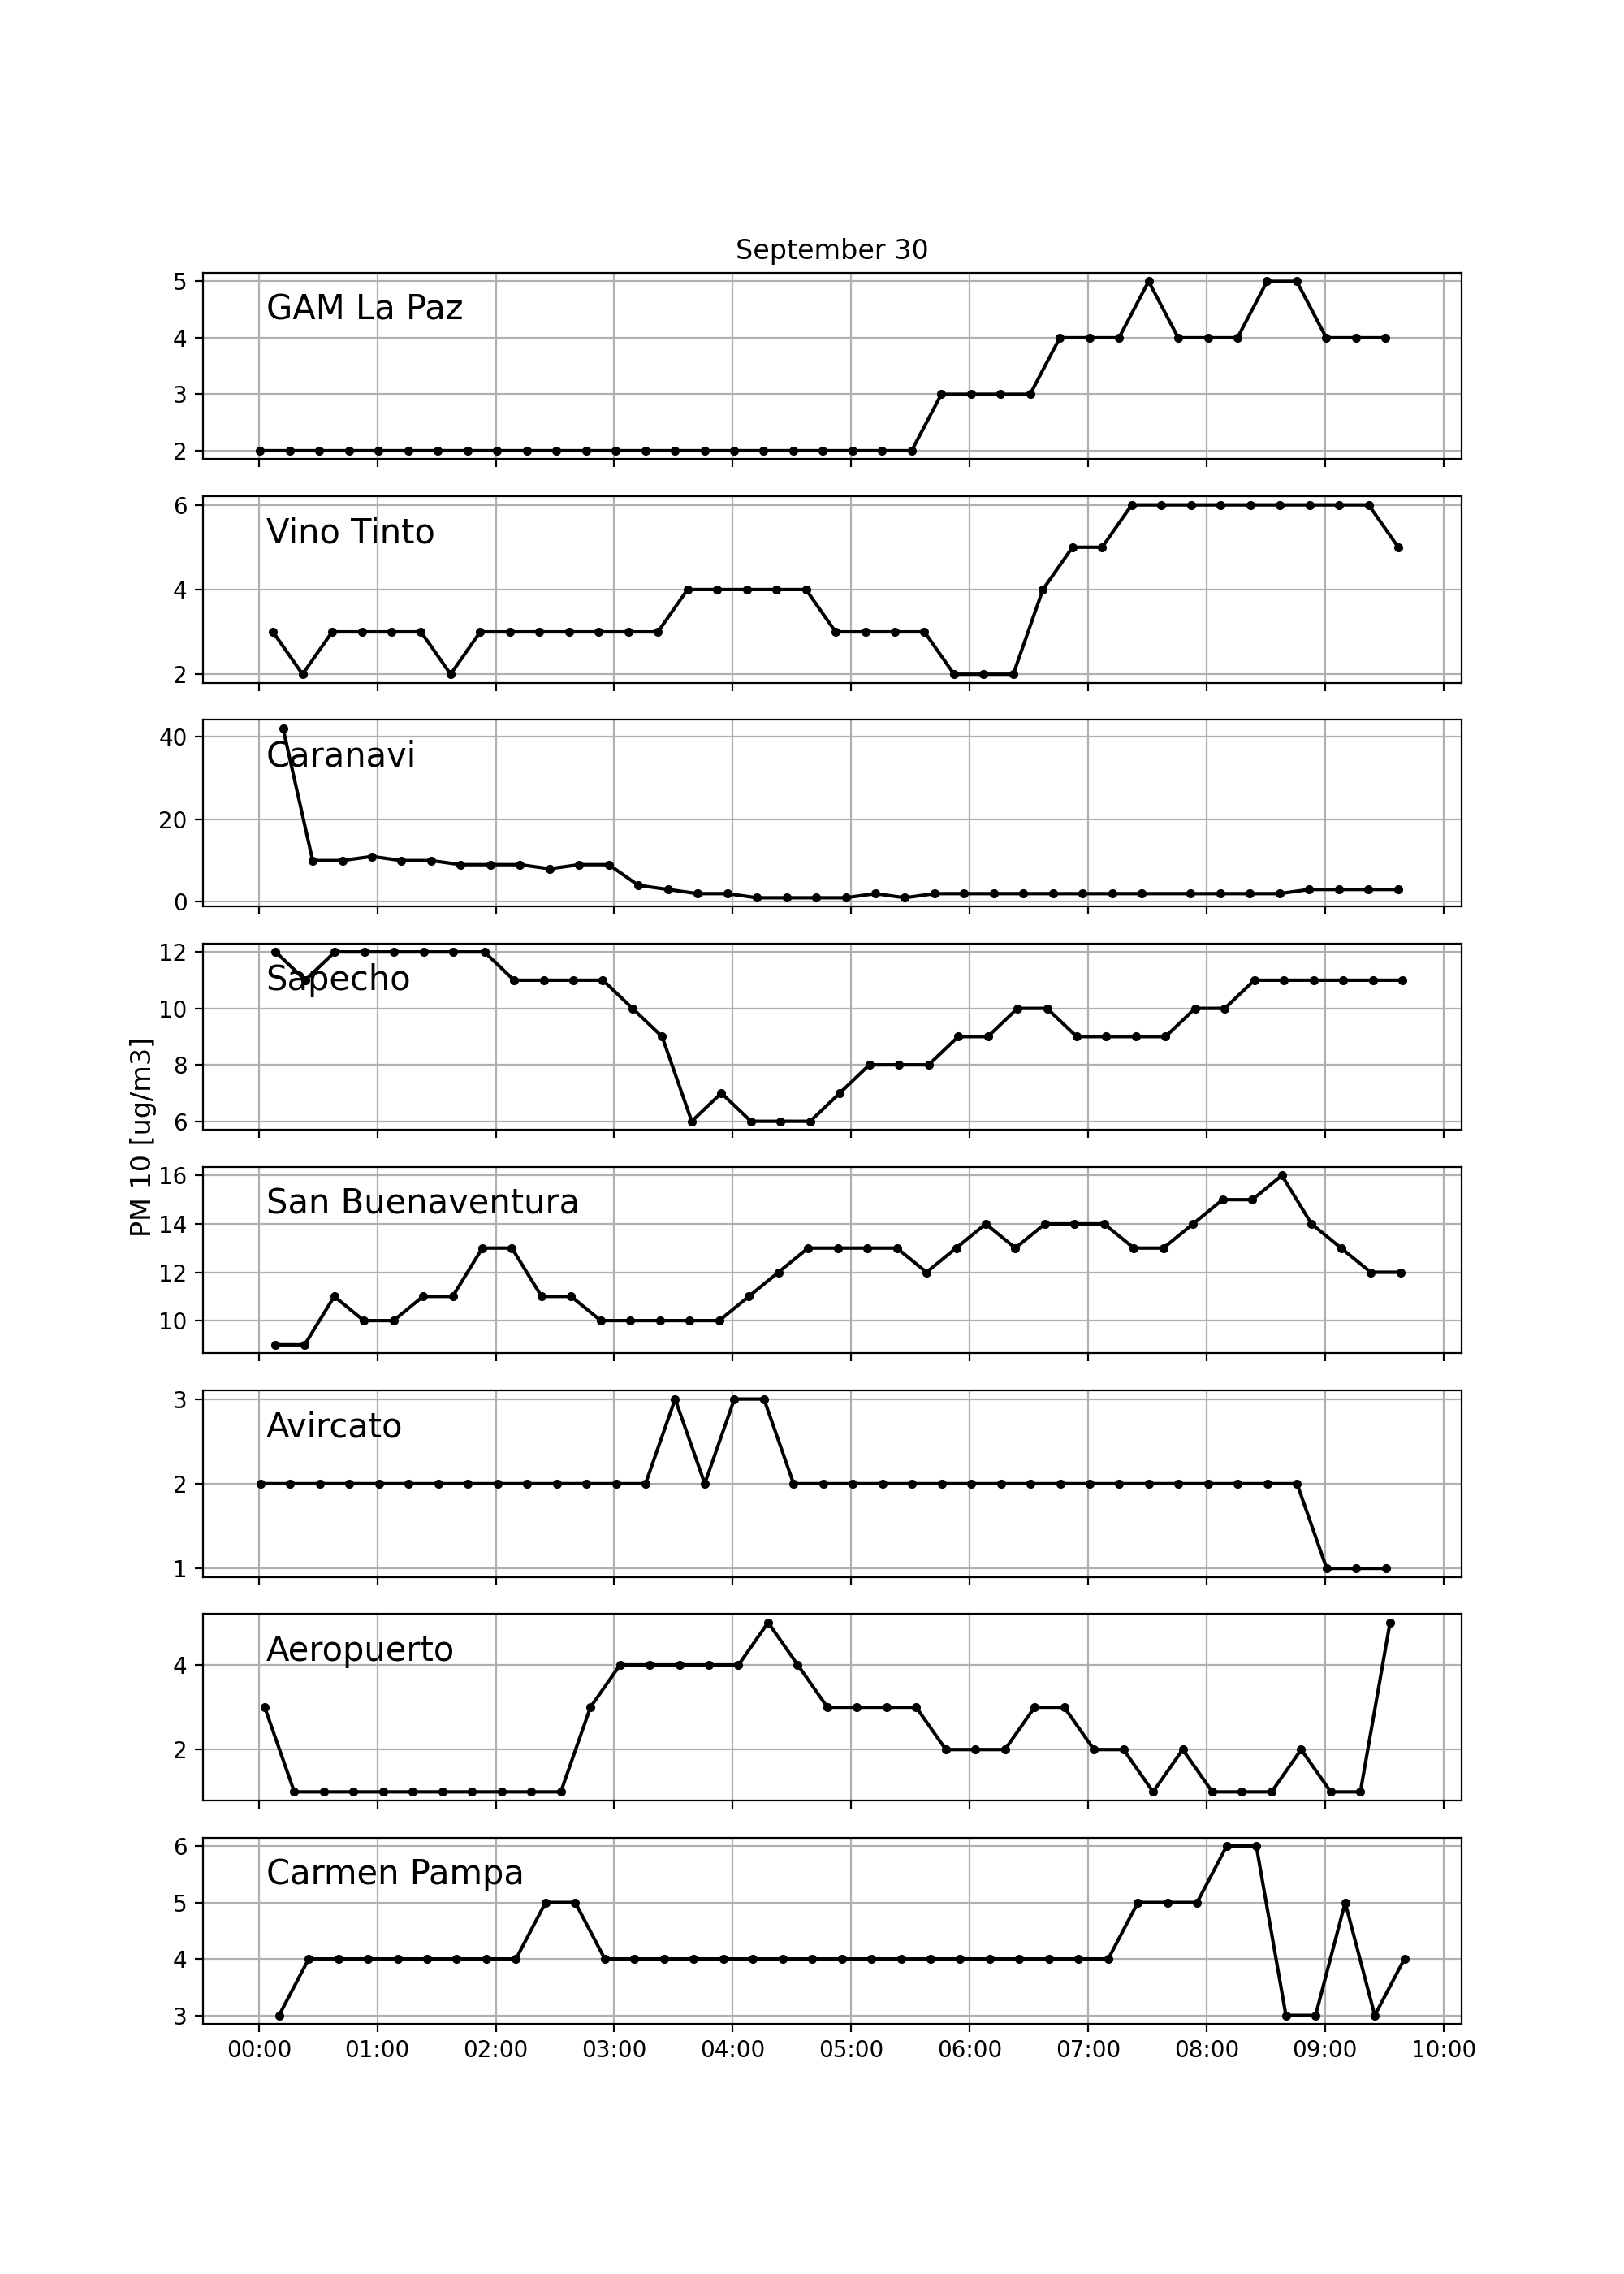 September 30
5
GAM La Paz
4
3
2
6
Vino Tinto
4
2
40
Caranavi
20
0
12
Sapecho
10
8
6
PM 10 [ug/m3]
16
San Buenaventura
14
12
10
3
Avircato
2
1
Aeropuerto
4
2
6
Carmen Pampa
5
4
3
00:00 01:00 02:00 03:00 04:00 05:00 06:00 07:00 08:00 09:00 10:00